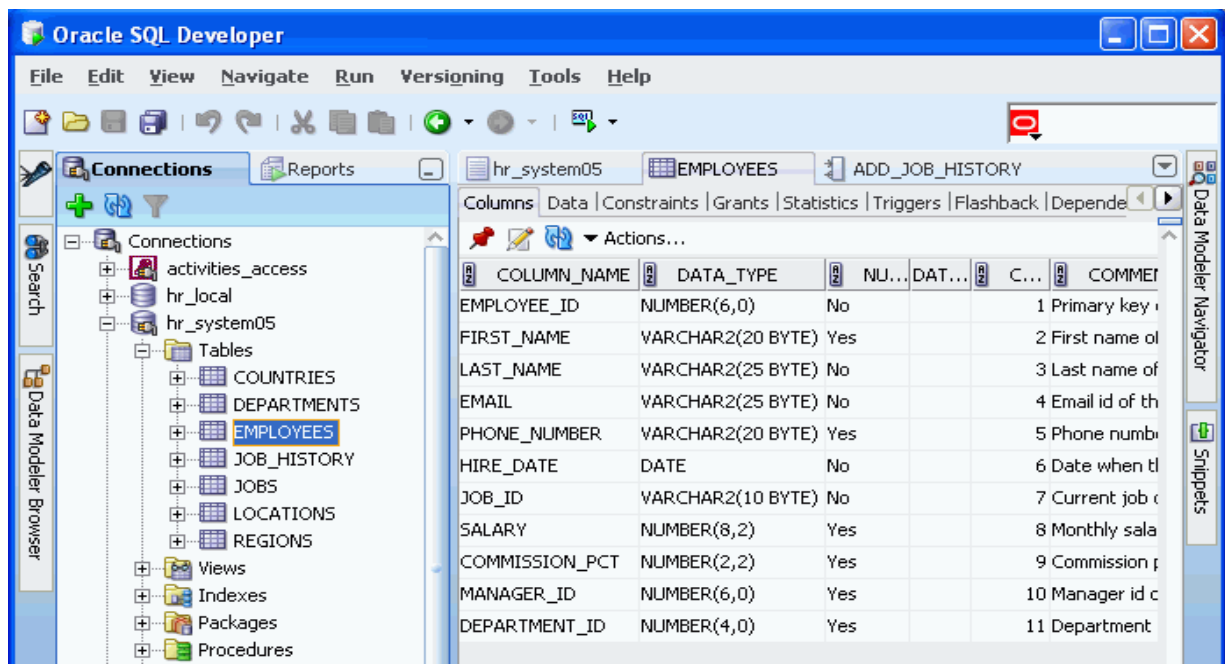 Oracle SQL Developer
File Edit View Navigate Run Versioning Tools Help
Connections Reports
hr_system05 EMPLOYEES ADD_JOB_HISTORY
Columns Data | Constraints | Grants | Statistics | Triggers | Flashback | Depende
Actions...
Search
Data Modeler Browser
Connections
activities_access
hr_local
hr_system05
Tables
COUNTRIES
DEPARTMENTS
EMPLOYEES
JOB_HISTORY
JOBS
LOCATIONS
REGIONS
Views
Indexes
Packages
Procedures
COLUMN_NAME DATA_TYPE NU... DAT... C... COMMEN
EMPLOYEE_ID NUMBER(6,0) No 1 Primary key
FIRST_NAME VARCHAR2(20 BYTE) Yes 2 First name of
LAST_NAME VARCHAR2(25 BYTE) No 3 Last name of
EMAIL VARCHAR2(25 BYTE) No 4 Email id of th
PHONE_NUMBER VARCHAR2(20 BYTE) Yes 5 Phone numb
HIRE_DATE DATE No 6 Date when t
JOB_ID VARCHAR2(10 BYTE) No 7 Current job
SALARY NUMBER(8,2) Yes 8 Monthly sala
COMMISSION_PCT NUMBER(2,2) Yes 9 Commission
MANAGER_ID NUMBER(6,0) Yes 10 Manager id
DEPARTMENT_ID NUMBER(4,0) Yes 11 Department
Data Modeler Navigator
Snippets